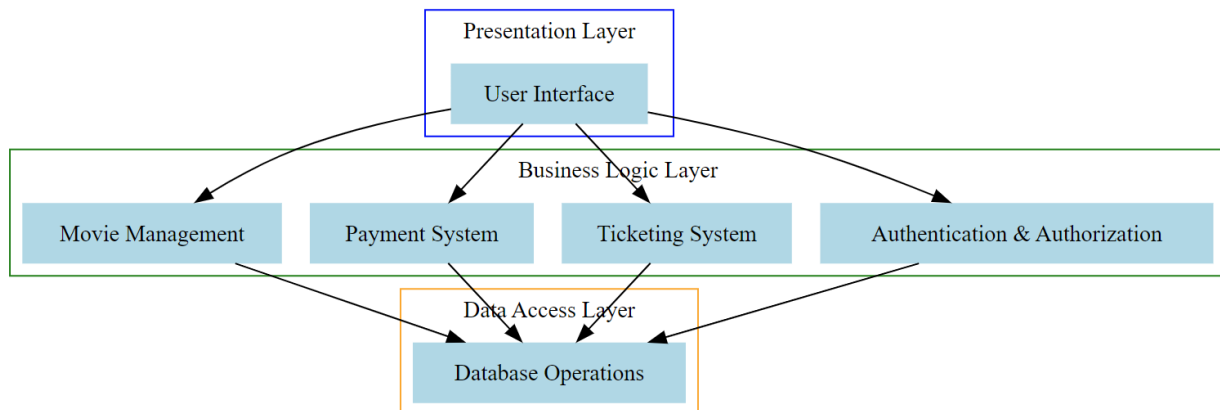 Presentation Layer
User Interface
Business Logic Layer
Movie Management
Payment System
Ticketing System
Authentication & Authorization
Data Access Layer
Database Operations